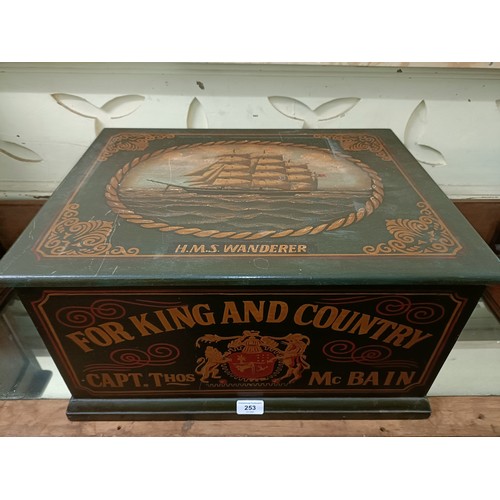 H.M.S. WANDERER
FOR KING AND COUNTRY
CAPT. THOS Mc BAIN
253